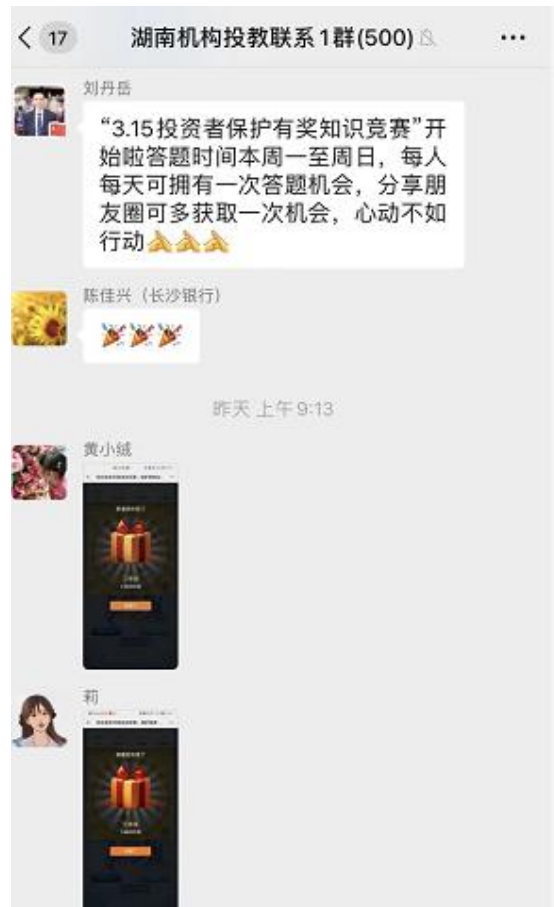 17
湖南机构投教联系1群(500)
刘丹岳
“3.15投资者保护有奖知识竞赛”开
始啦答题时间本周一至周日，每人
每天可拥有一次答题机会，分享朋
友圈可多获取一次机会，心动不如
行动
陈佳兴（长沙银行）
昨天 上午 9:13
黄小绒
莉